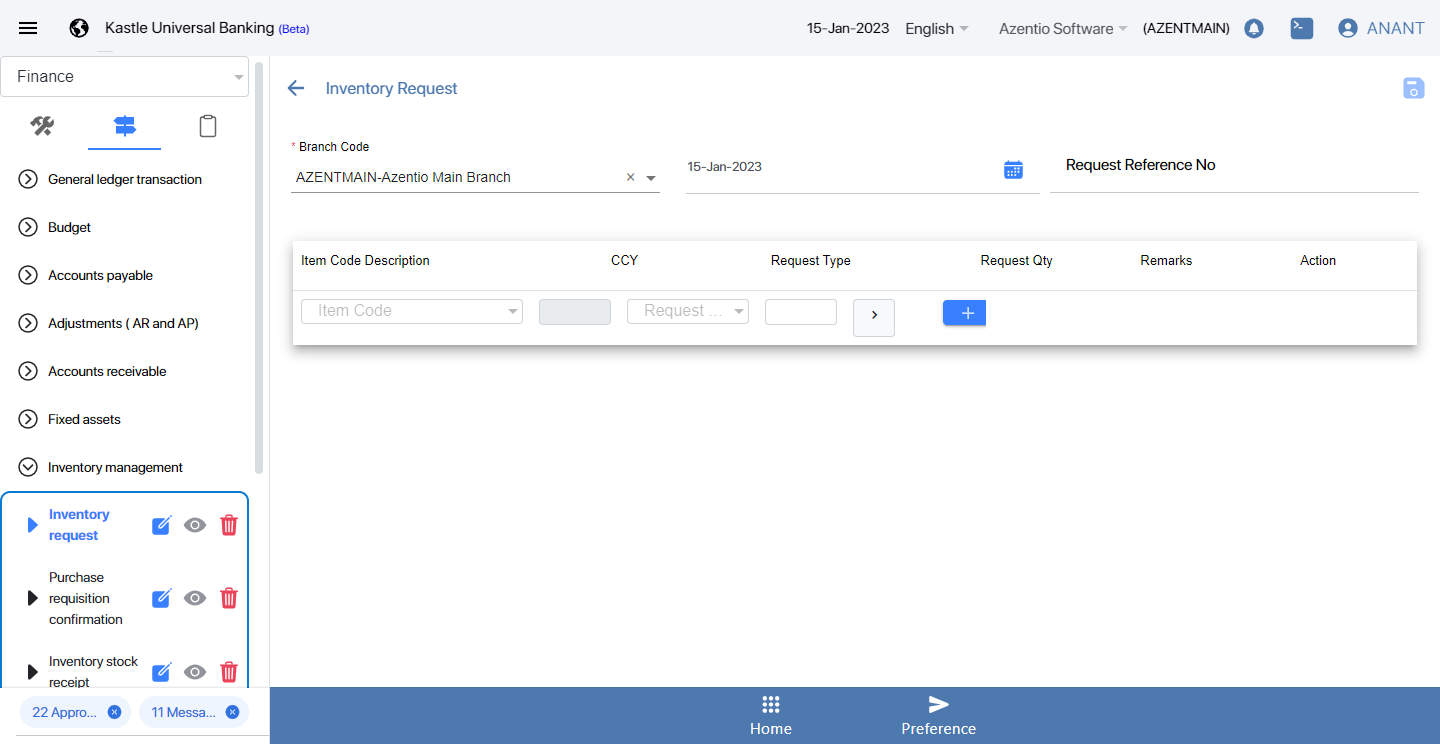 Kastle Universal Banking (Beta)
15-Jan-2023
English
Azentio Software
(AZENTMAIN)
ANANT
Finance
General ledger transaction
Budget
Accounts payable
Adjustments ( AR and AP)
Accounts receivable
Fixed assets
Inventory management
Inventory
request
Purchase
requisition
confirmation
Inventory stock
receipt
22 Appro...
11 Messa...
Inventory Request
* Branch Code
AZENTMAIN-Azentio Main Branch
15-Jan-2023
Request Reference No
Item Code Description
CCY
Request Type
Request Qty
Remarks
Action
Item Code
Request ...
Home
Preference